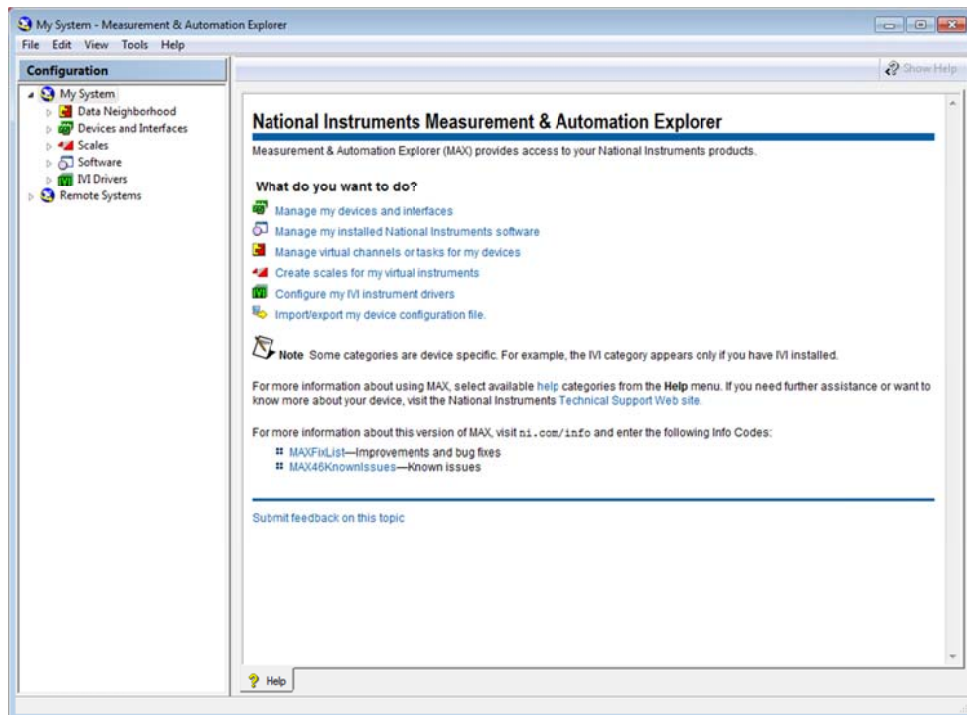 My System - Measurement & Automation Explorer
File Edit View Tools Help
Configuration
Show Help
My System
Data Neighborhood
Devices and Interfaces
Scales
Software
IVI Drivers
Remote Systems
National Instruments Measurement & Automation Explorer
Measurement & Automation Explorer (MAX) provides access to your National Instruments products.
What do you want to do?
Manage my devices and interfaces
Manage my installed National Instruments software
Manage virtual channels or tasks for my devices
Create scales for my virtual instruments
IVI Configure my IVI instrument drivers
Import/export my device configuration file.
Note Some categories are device specific. For example, the IVI category appears only if you have IVI installed.
For more information about using MAX, select available help categories from the Help menu. If you need further assistance or want to
know more about your device, visit the National Instruments Technical Support Web site.
For more information about this version of MAX, visit ni.com/info and enter the following Info Codes:
MAXFixList—Improvements and bug fixes
MAX46KnownIssues—Known issues
Submit feedback on this topic
Help